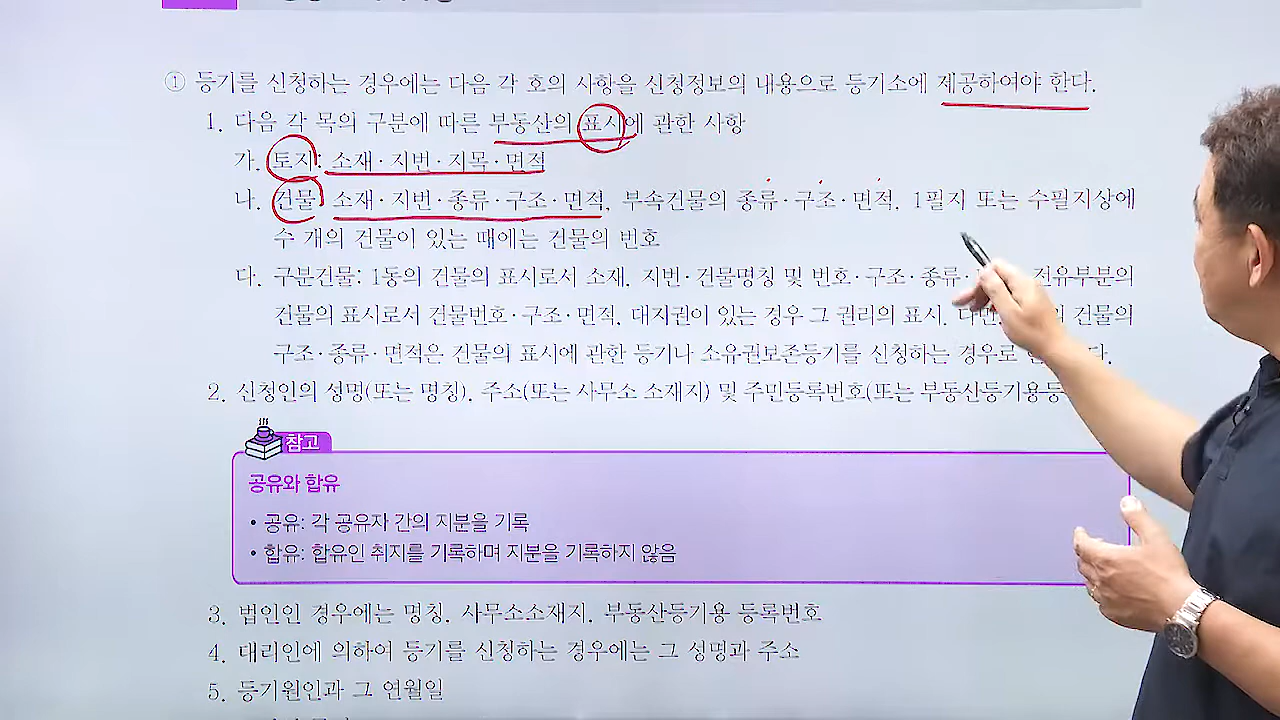 ① 등기를 신청하는 경우에는 다음 각 호의 사항을 신청정보의 내용으로 등기소에 제공하여야 한다.
1. 다음 각 목의 구분에 따른 부동산의 표시에 관한 사항
가. 토지: 소재·지번·지목·면적
나. 건물: 소재·지번·종류·구조·면적, 부속건물의 종류·구조·면적, 1필지 또는 수필지상에
수 개의 건물이 있는 때에는 건물의 번호
다. 구분건물: 1동의 건물의 표시로서 소재, 지번·건물명칭 및 번호·구조·종류· 전유부분의
건물의 표시로서 건물번호·구조·면적, 대지권이 있는 경우 그 권리의 표시, 건물의
구조·종류·면적은 건물의 표시에 관한 등기나 소유권보존등기를 신청하는 경우로
2. 신청인의 성명(또는 명칭), 주소(또는 사무소 소재지) 및 주민등록번호(또는
참고
공유와 합유
• 공유: 각 공유자 간의 지분을 기록
• 합유: 합유인 취지를 기록하며 지분을 기록하지 않음
3. 법인인 경우에는 명칭, 사무소소재지, 부동산등기용 등록번호
4. 대리인에 의하여 등기를 신청하는 경우에는 그 성명과 주소
5. 등기원인과 그 연월일